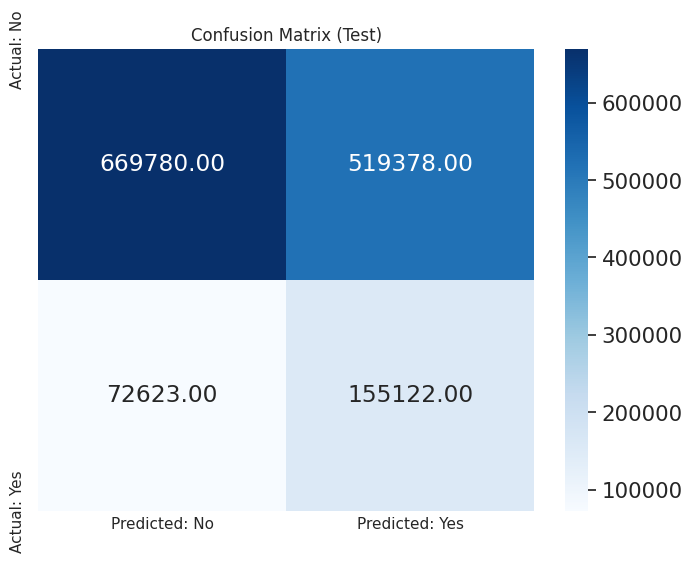 Confusion Matrix (Test)
Actual: No
669780.00
519378.00
Actual: Yes
72623.00
155122.00
Predicted: No
Predicted: Yes
600000
500000
400000
300000
200000
100000